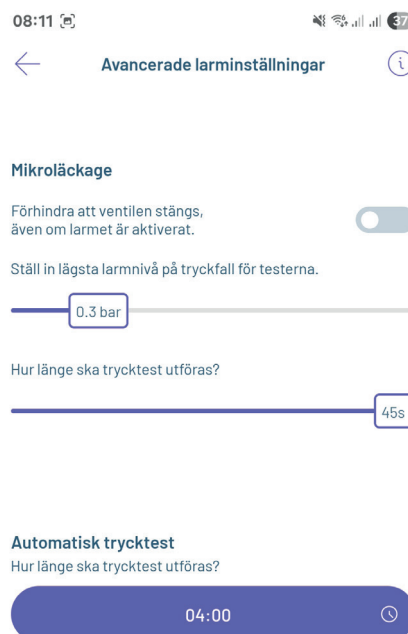 08:11
37
Avancerade larminställningar
Mikroläckage
Förhindra att ventilen stängs,
även om larmet är aktiverat.
Ställ in lägsta larmnivå på tryckfall för testerna.
0.3 bar
Hur länge ska trycktest utföras?
45s
Automatisk trycktest
Hur länge ska trycktest utföras?
04:00